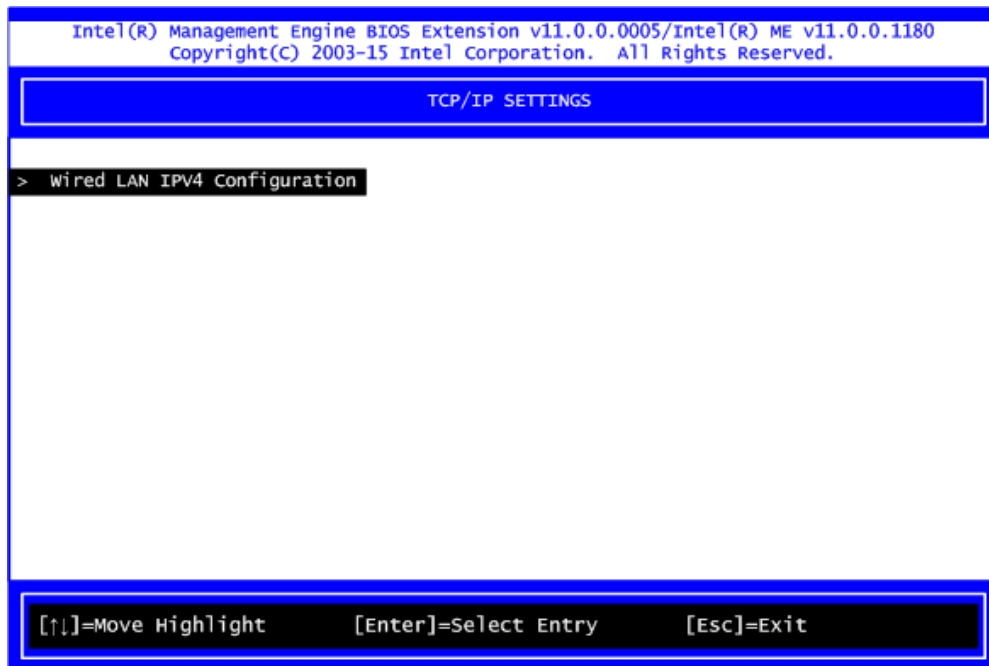 Intel(R) Management Engine BIOS Extension v11.0.0.0005/Intel(R) ME v11.0.0.1180
Copyright(C) 2003-15 Intel Corporation. All Rights Reserved.
TCP/IP SETTINGS
> Wired LAN IPV4 Configuration
[↑↓]=Move Highlight [Enter]=Select Entry [Esc]=Exit